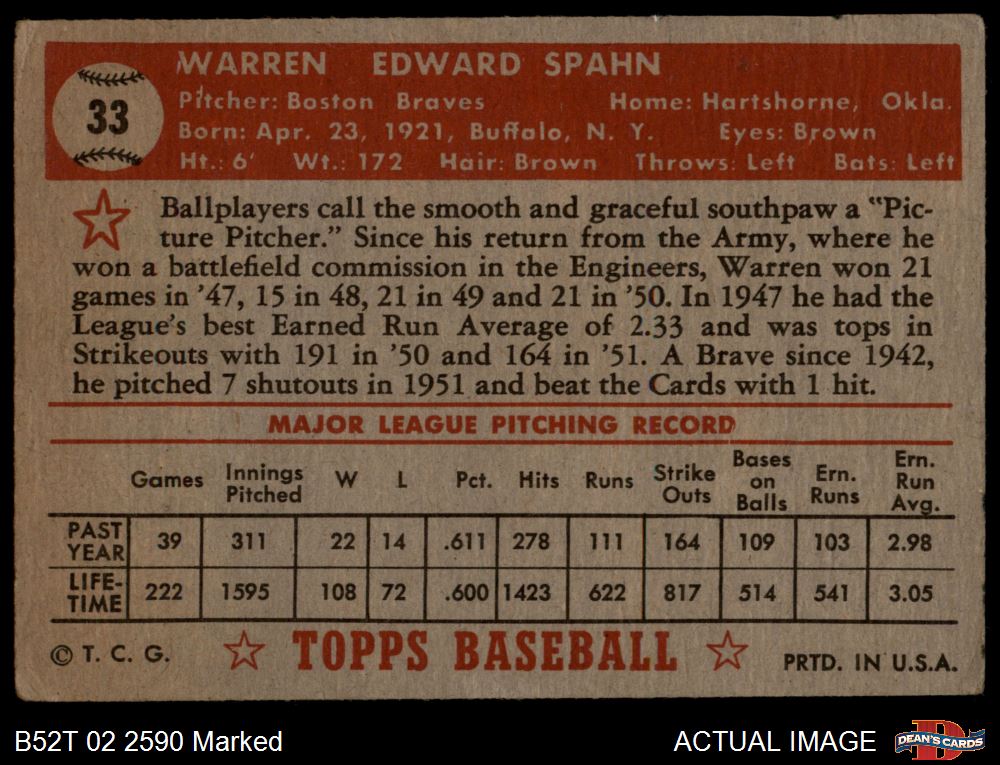 WARREN EDWARD SPAHN
33
Pitcher: Boston Braves Home: Hartshorne, Okla.
Born: Apr. 23, 1921, Buffalo, N. Y. Eyes: Brown
Ht.: 6' Wt.: 172 Hair: Brown Throws: Left Bats: Left
Ballplayers call the smooth and graceful southpaw a "Pic-
ture Pitcher." Since his return from the Army, where he
won a battlefield commission in the Engineers, Warren won 21
games in '47, 15 in 48, 21 in 49 and 21 in '50. In 1947 he had the
League's best Earned Run Average of 2.33 and was tops in
Strikeouts with 191 in '50 and 164 in '51. A Brave since 1942,
he pitched 7 shutouts in 1951 and beat the Cards with 1 hit.
MAJOR LEAGUE PITCHING RECORD
Games Innings Pitched W L Pct. Hits Runs Strike Outs Bases on Balls Ern. Runs Ern. Run Avg.
PAST YEAR 39 311 22 14 .611 278 111 164 109 103 2.98
LIFE-TIME 222 1595 108 72 .600 1423 622 817 514 541 3.05
© T. C. G. TOPPS BASEBALL PRTD. IN U.S.A.
B52T 02 2590 Marked ACTUAL IMAGE DEAN'S CARDS